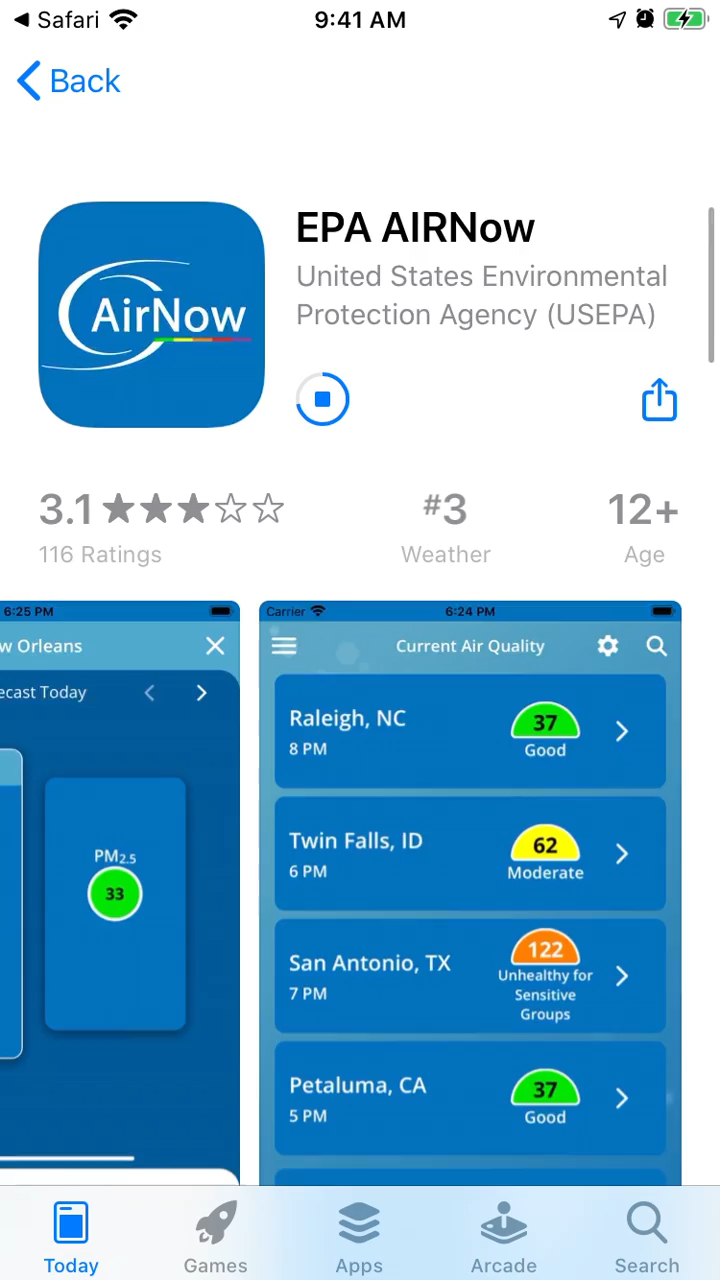 Safari
9:41 AM
Back
AirNow
EPA AIRNow
United States Environmental
Protection Agency (USEPA)
3.1
#3
12+
116 Ratings
Weather
Age
6:25 PM
w Orleans
ecast Today
PM2.5
33
Carrier
6:24 PM
Current Air Quality
Raleigh, NC
8 PM
37
Good
Twin Falls, ID
6 PM
62
Moderate
San Antonio, TX
7 PM
122
Unhealthy for
Sensitive
Groups
Petaluma, CA
5 PM
37
Good
Today
Games
Apps
Arcade
Search